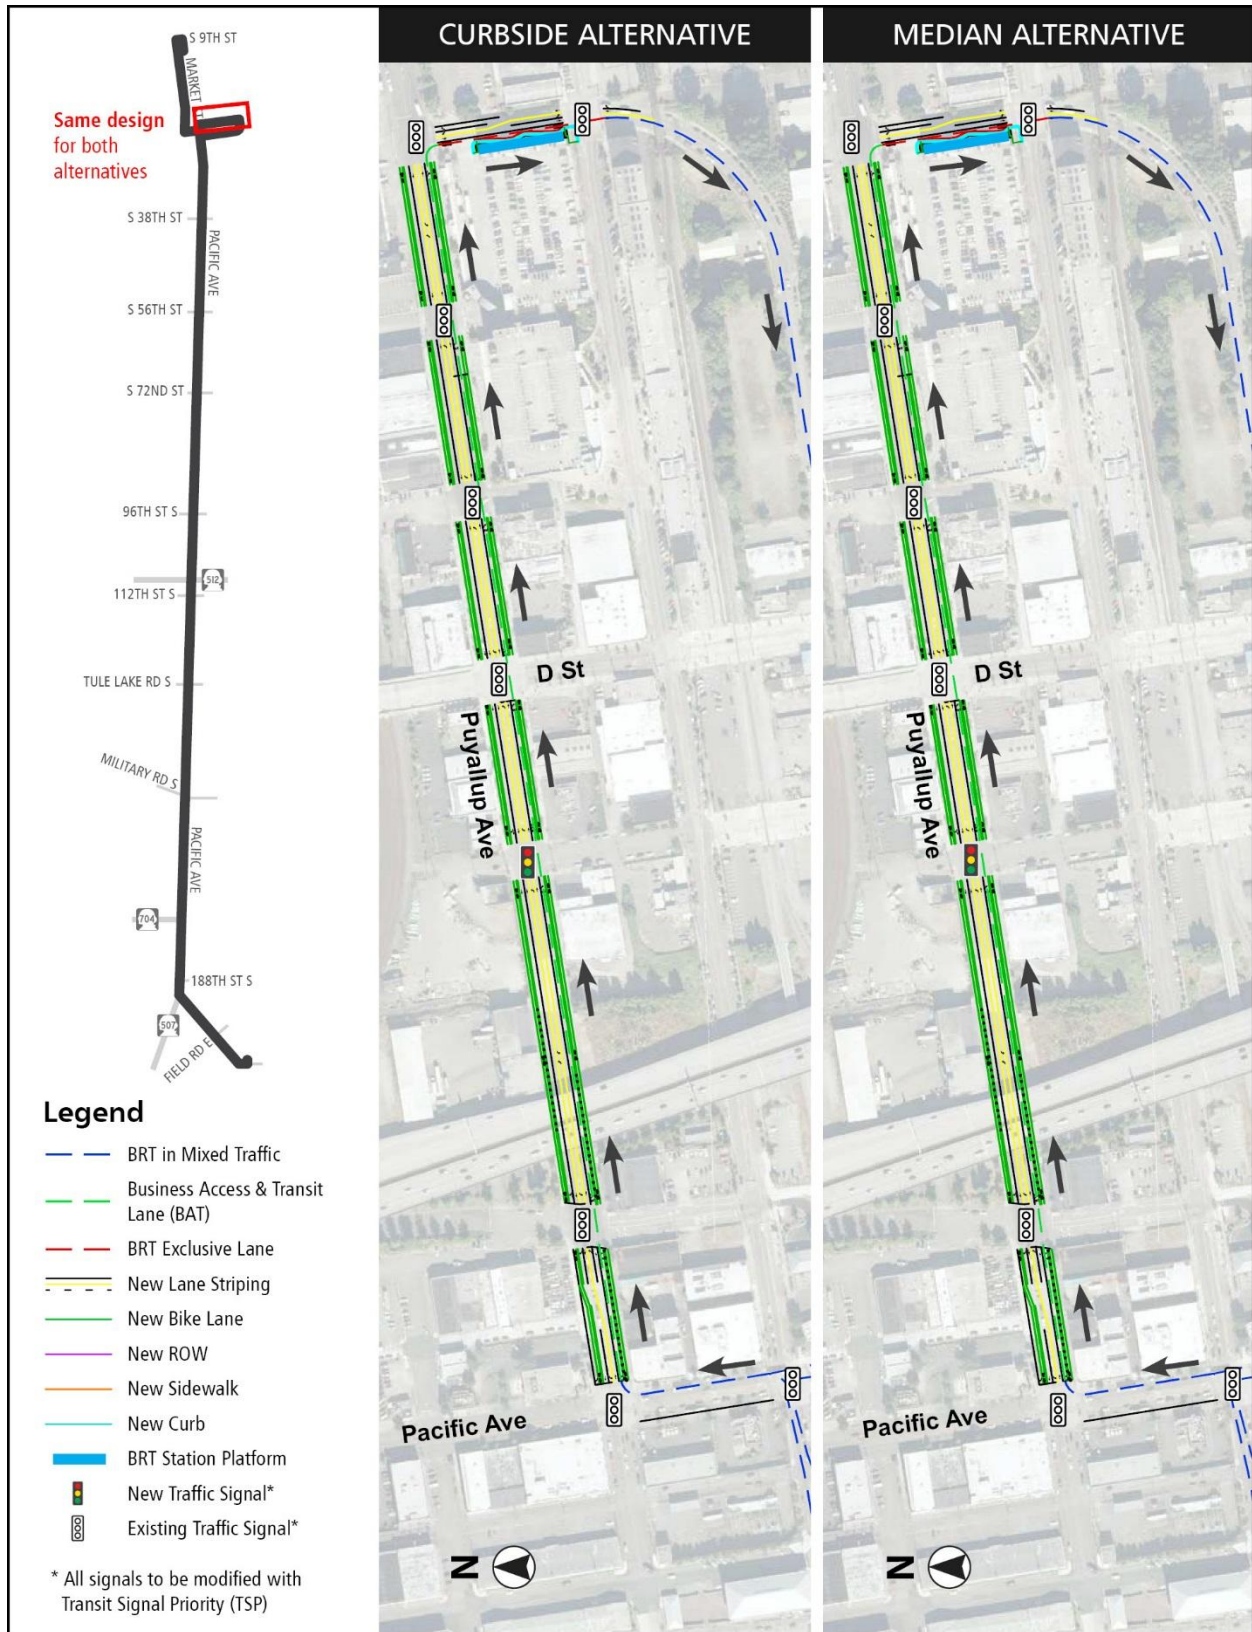 CURBSIDE ALTERNATIVE
MEDIAN ALTERNATIVE
S 9TH ST
MARKET ST
Same design
for both
alternatives
S 38TH ST
PACIFIC AVE
S 56TH ST
S 72ND ST
96TH ST S
512
112TH ST S
TULE LAKE RD S
MILITARY RD S
PACIFIC AVE
704
188TH ST S
507
FIELD RD E
Legend
BRT in Mixed Traffic
Business Access & Transit
Lane (BAT)
BRT Exclusive Lane
New Lane Striping
New Bike Lane
New ROW
New Sidewalk
New Curb
BRT Station Platform
New Traffic Signal*
Existing Traffic Signal*
* All signals to be modified with
Transit Signal Priority (TSP)
D St
Puyallup Ave
Pacific Ave
N
D St
Puyallup Ave
Pacific Ave
N